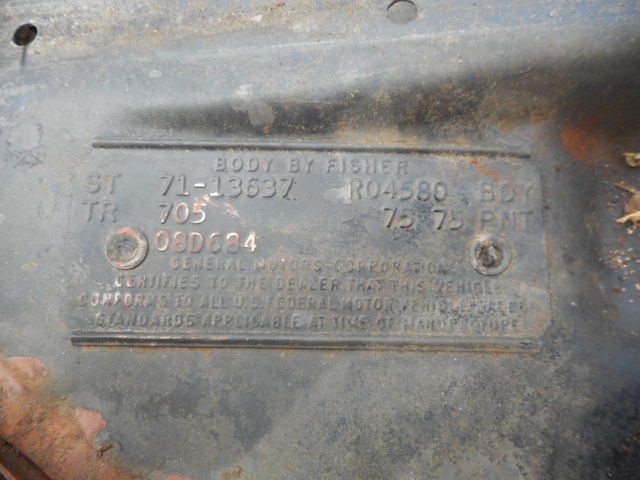 BODY BY FISHER
ST 71-13637 R04580 BDY
TR 705 75 75 PNT
08D684
GENERAL MOTORS CORPORATION
CERTIFIES TO THE DEALER THAT THIS VEHICLE
CONFORMS TO ALL U.S. FEDERAL MOTOR VEHICLE SAFETY
STANDARDS APPLICABLE AT TIME OF MANUFACTURE